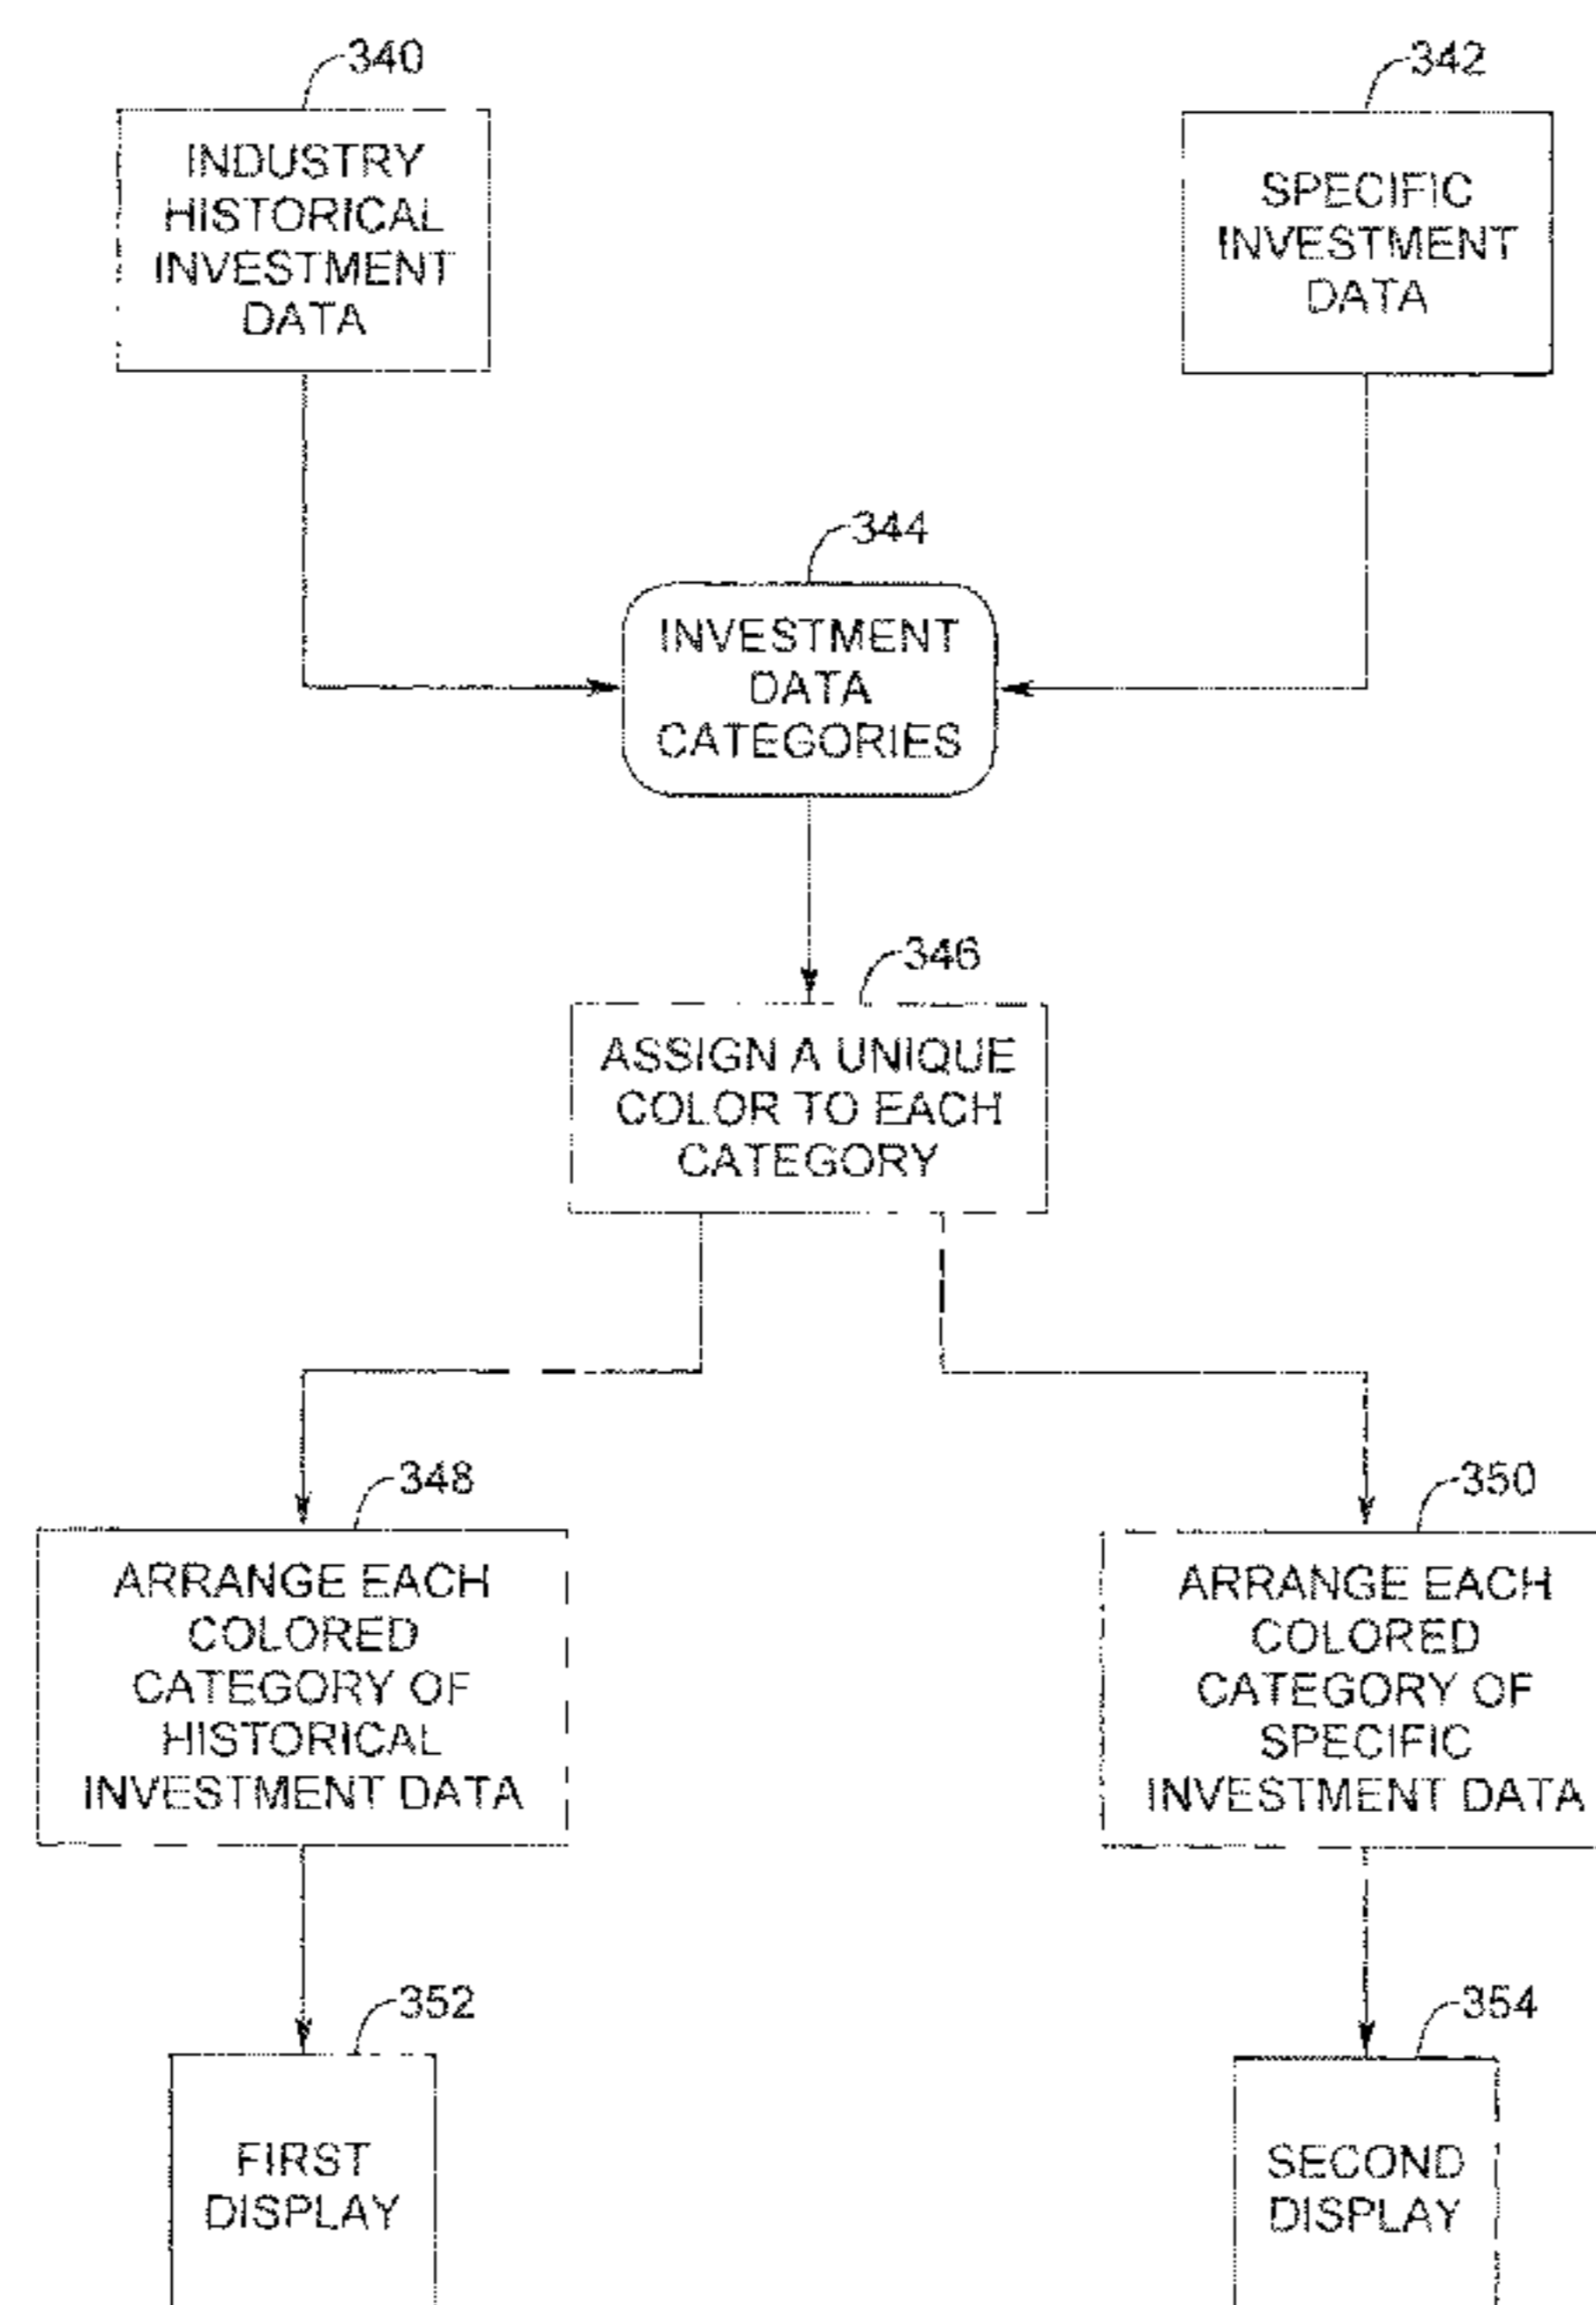 340
INDUSTRY
HISTORICAL
INVESTMENT
DATA
342
SPECIFIC
INVESTMENT
DATA
344
INVESTMENT
DATA
CATEGORIES
346
ASSIGN A UNIQUE
COLOR TO EACH
CATEGORY
348
ARRANGE EACH
COLORED
CATEGORY OF
HISTORICAL
INVESTMENT DATA
350
ARRANGE EACH
COLORED
CATEGORY OF
SPECIFIC
INVESTMENT DATA
352
FIRST
DISPLAY
354
SECOND
DISPLAY